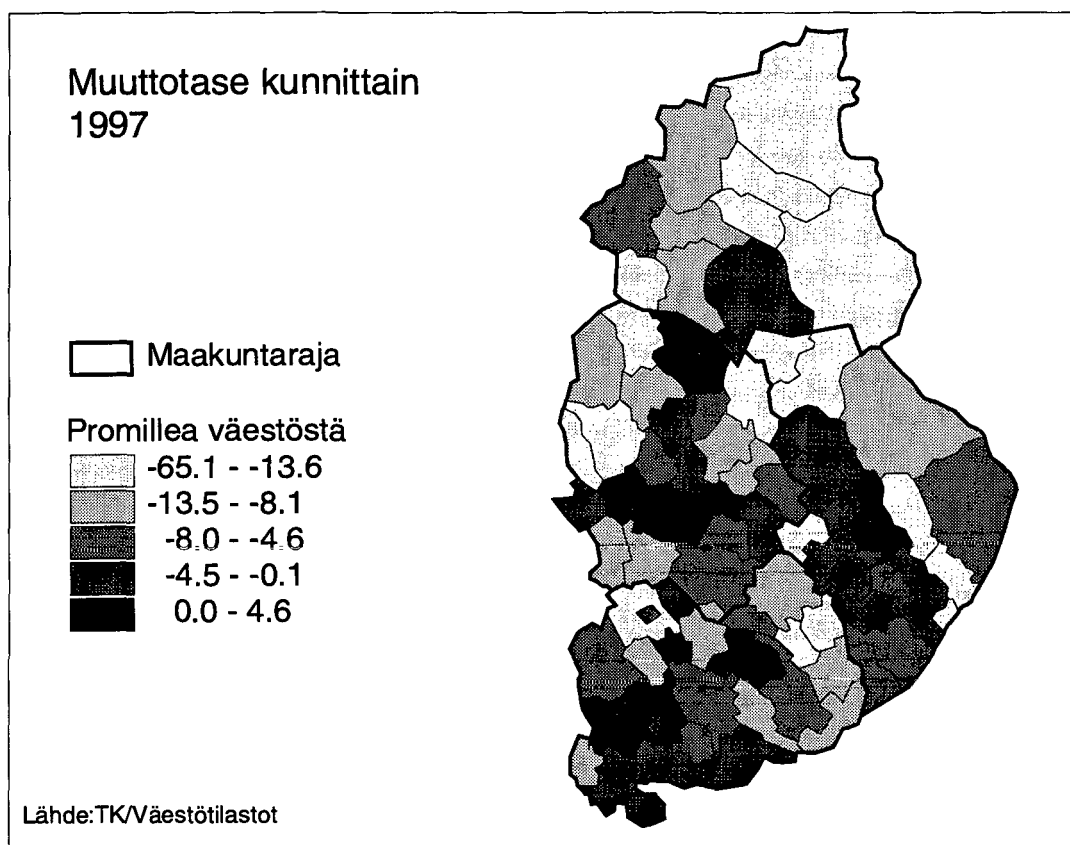 Muuttotase kunnittain
1997
Maakuntaraja
Promillea väestöstä
-65.1 - -13.6
-13.5 - -8.1
-8.0 - -4.6
-4.5 - -0.1
0.0 - 4.6
Lähde:TK/Väestötilastot